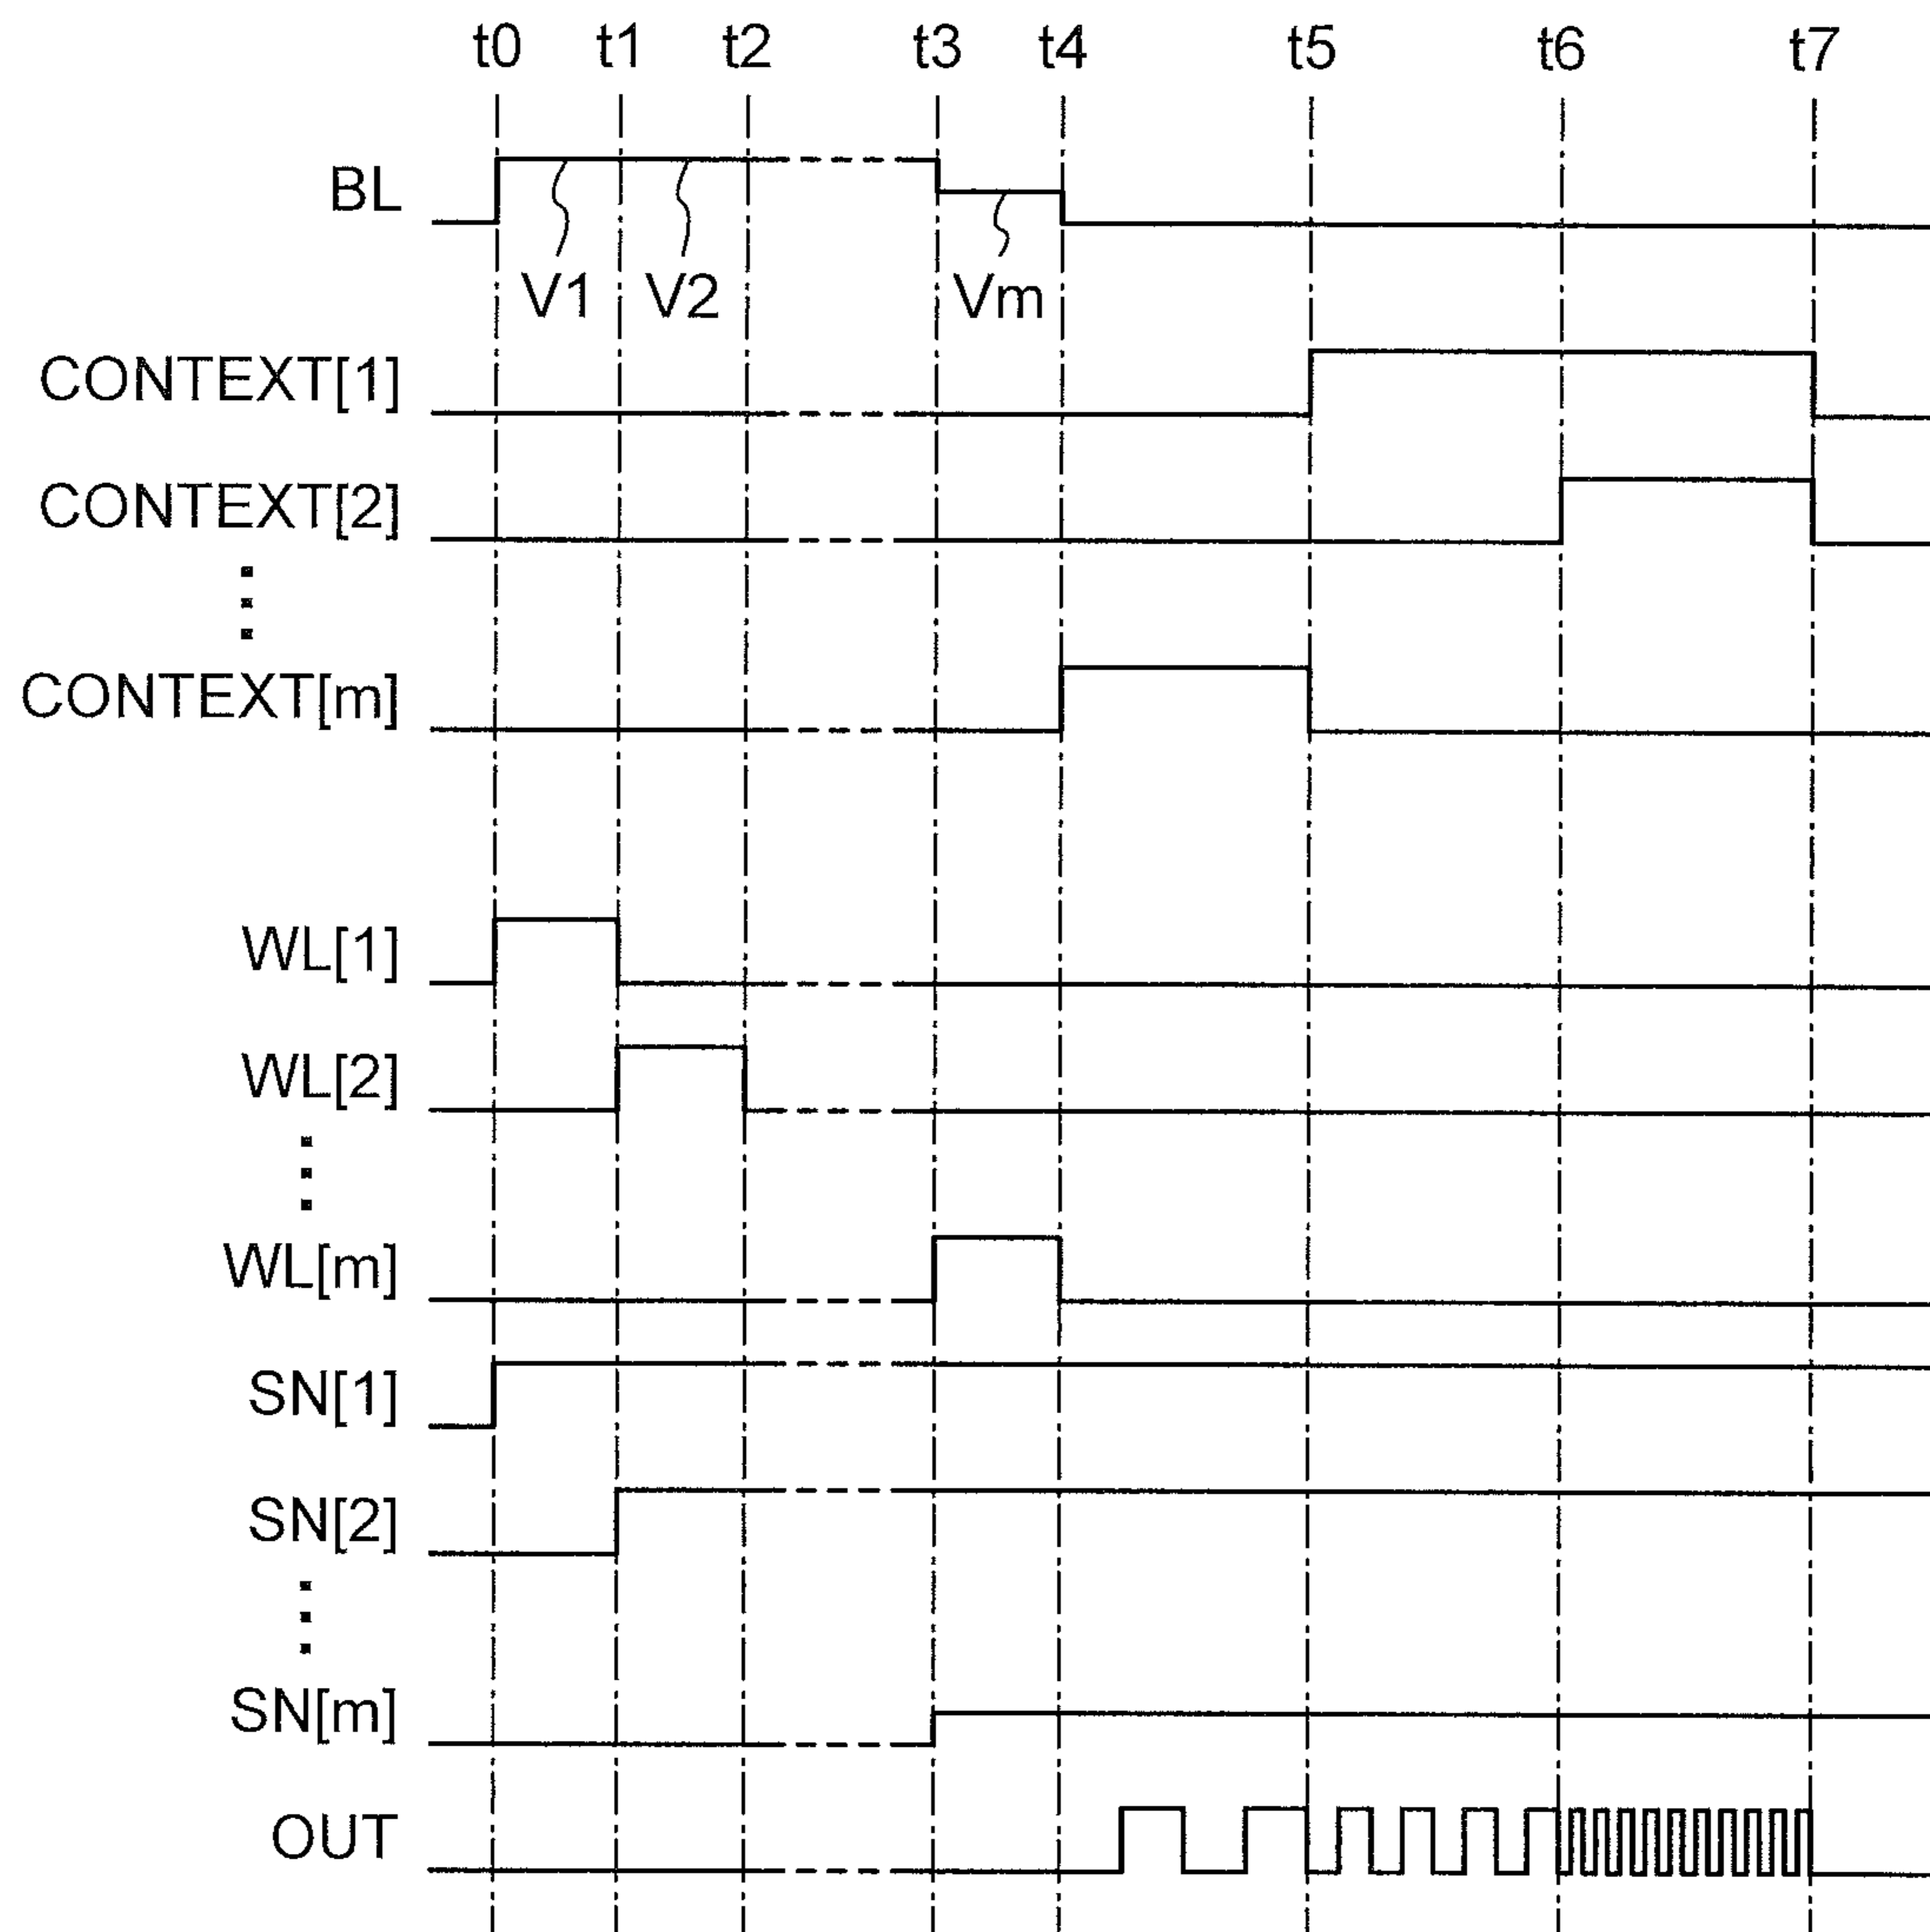 t0 t1 t2 t3 t4 t5 t6 t7
BL
V1 V2 Vm
CONTEXT[1]
CONTEXT[2]
CONTEXT[m]
WL[1]
WL[2]
WL[m]
SN[1]
SN[2]
SN[m]
OUT